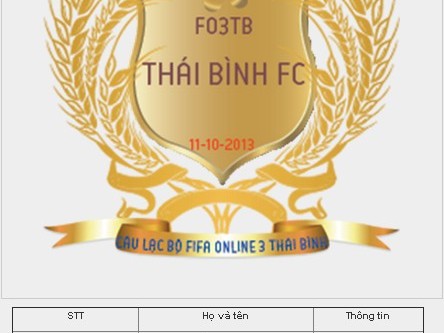 FO3TB
THÁI BÌNH FC
11-10-2013
CÂU LẠC BỘ FIFA ONLINE 3 THÁI BÌNH
STT Họ và tên Thông tin